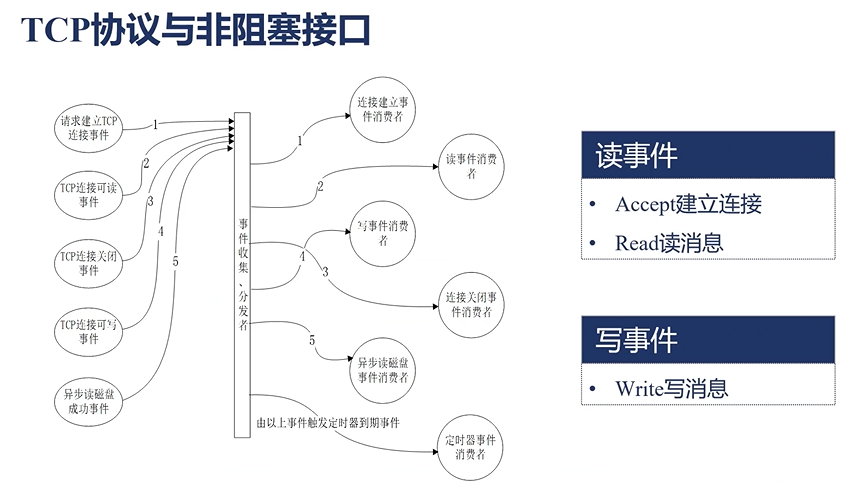 TCP协议与非阻塞接口
请求建立TCP
连接事件
TCP连接可读
事件
TCP连接关闭
事件
TCP连接可写
事件
异步读磁盘
成功事件
1
2
3
4
5
事件收集、分发者
1
2
4
3
5
由以上事件触发定时器到期事件
连接建立事
件消费者
读事件消费
者
写事件消费
者
连接关闭事
件消费者
异步读磁盘
事件消费者
定时器事件
消费者
读事件
• Accept建立连接
• Read读消息
写事件
• Write写消息